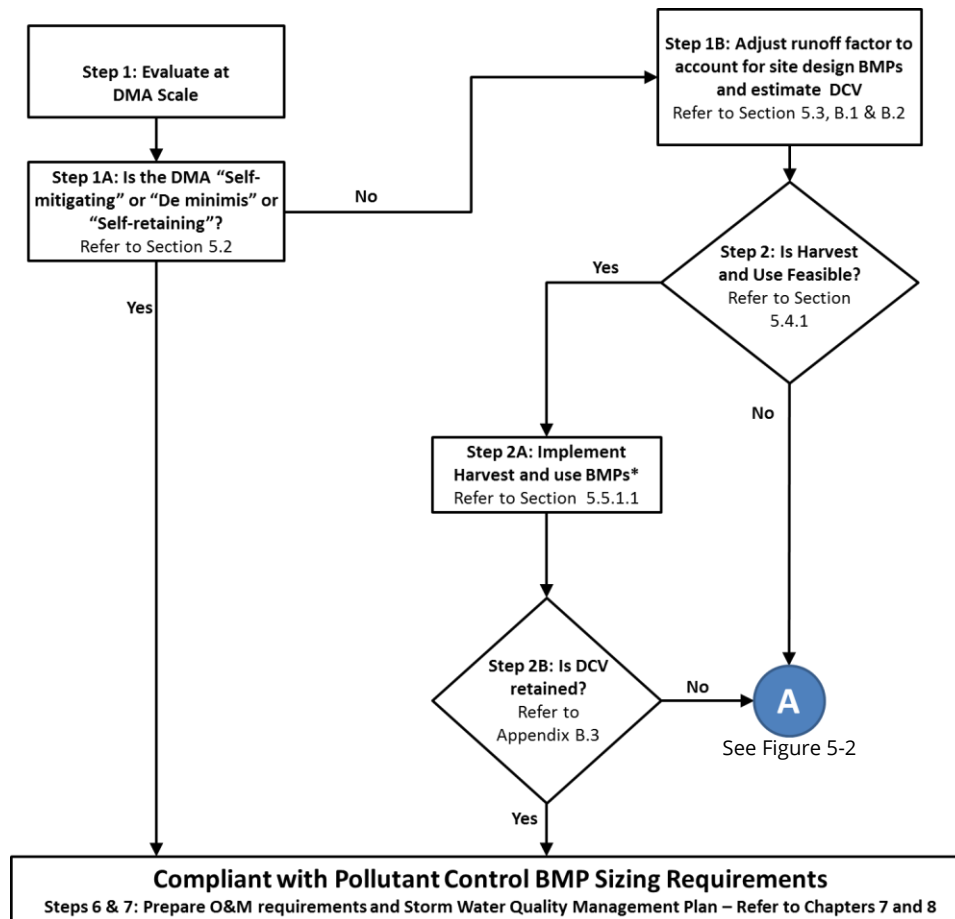 Step 1: Evaluate at
DMA Scale
Step 1A: Is the DMA “Self-
mitigating” or “De minimis” or
“Self-retaining”?
Refer to Section 5.2
No
Yes
Step 1B: Adjust runoff factor to
account for site design BMPs
and estimate DCV
Refer to Section 5.3, B.1 & B.2
Step 2: Is Harvest
and Use Feasible?
Refer to Section
5.4.1
Yes
No
Step 2A: Implement
Harvest and use BMPs*
Refer to Section 5.5.1.1
Step 2B: Is DCV
retained?
Refer to
Appendix B.3
No
A
See Figure 5-2
Yes
Compliant with Pollutant Control BMP Sizing Requirements
Steps 6 & 7: Prepare O&M requirements and Storm Water Quality Management Plan – Refer to Chapters 7 and 8